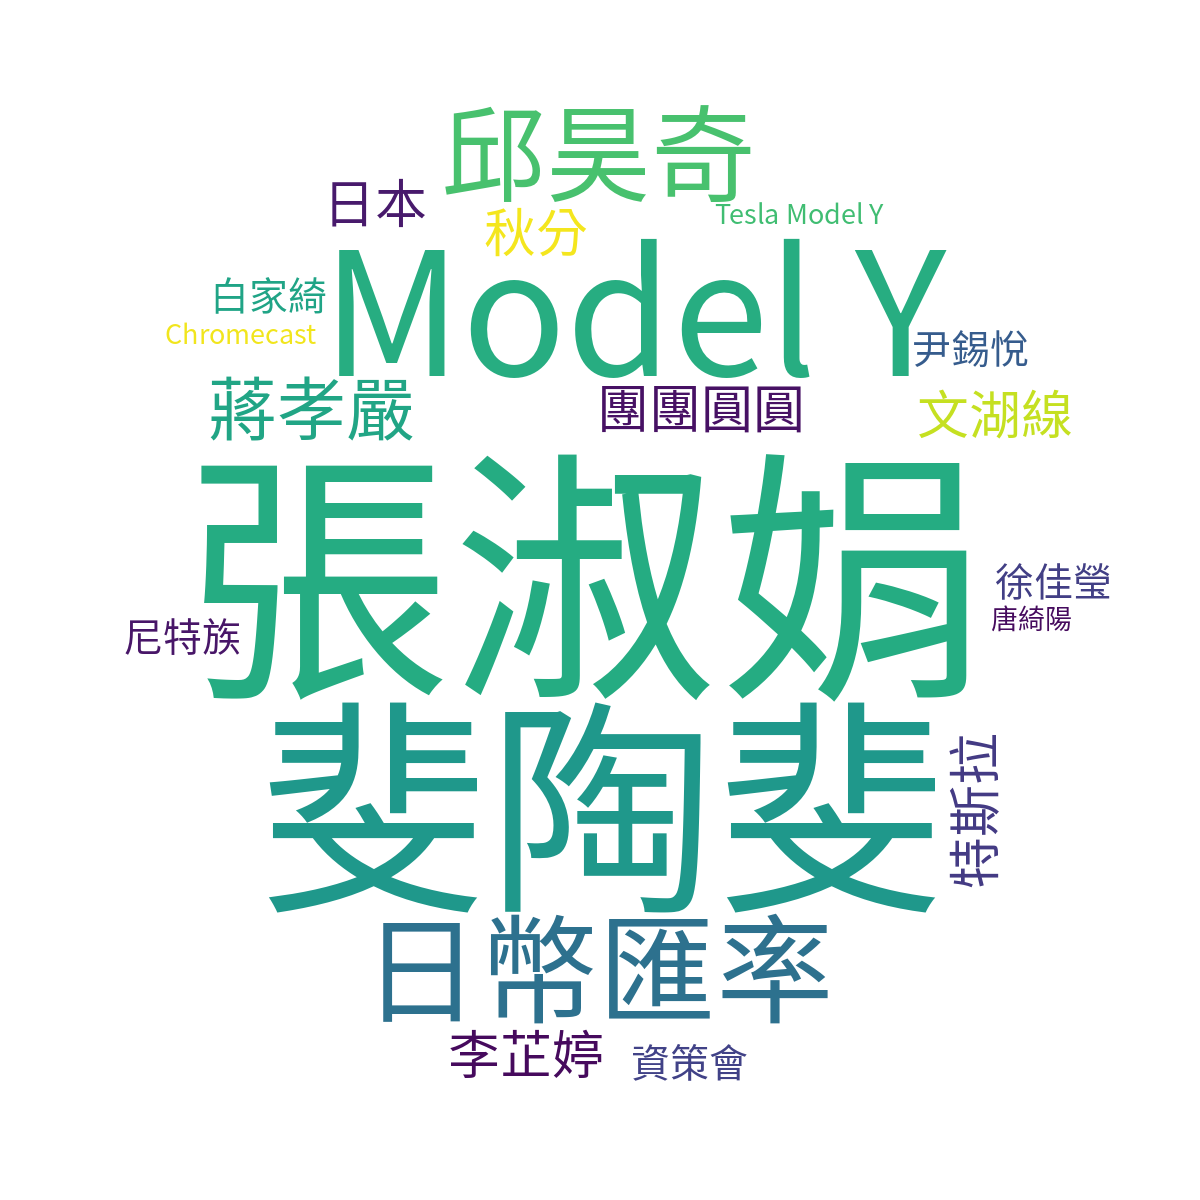 邱昊奇
日本
秋分
Tesla Model Y
Model Y
白家綺
Chromecast
尹錫悅
蔣孝嚴
團團圓圓
文湖線
張淑娟
徐佳瑩
唐綺陽
尼特族
斐陶斐
特斯拉
日幣匯率
李芷婷
資策會